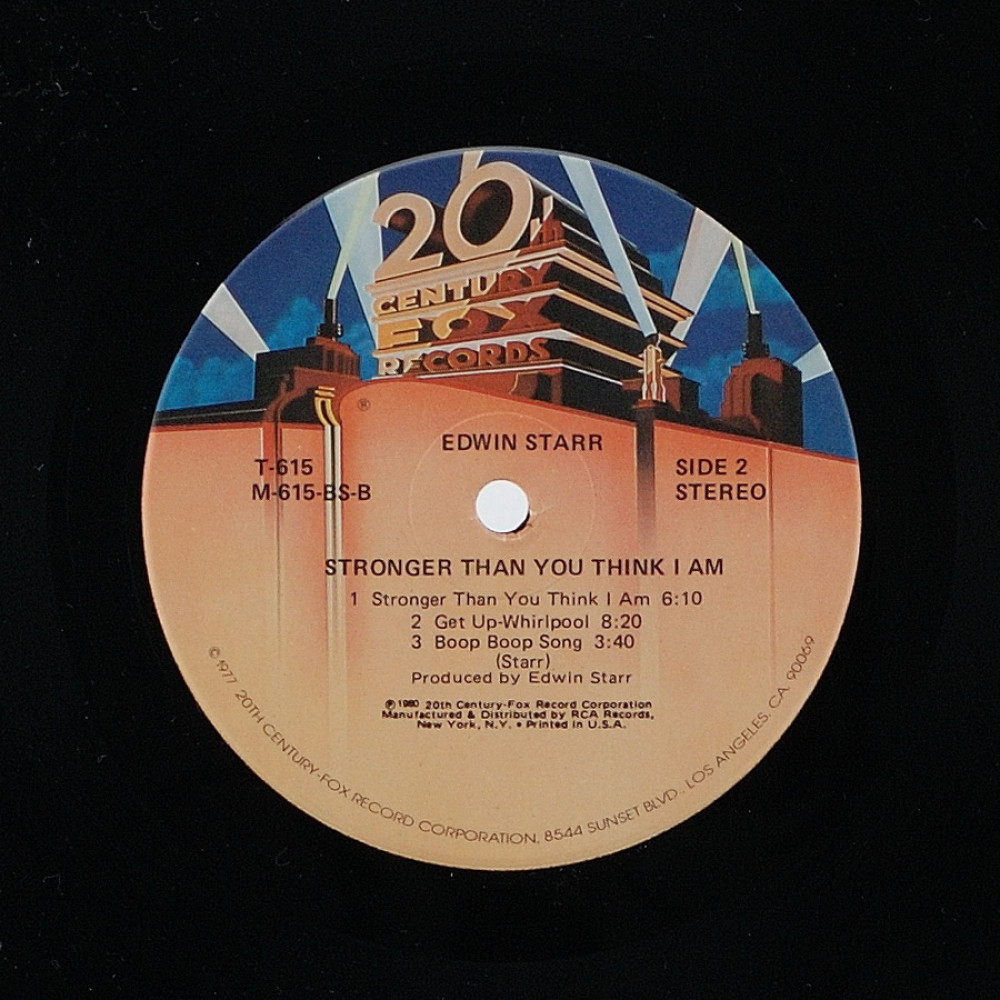 20th
CENTURY
FOX
RECORDS
®
EDWIN STARR
T-615
M-615-BS-B
SIDE 2
STEREO
STRONGER THAN YOU THINK I AM
1 Stronger Than You Think I Am 6:10
2 Get Up-Whirlpool 8:20
3 Boop Boop Song 3:40
(Starr)
Produced by Edwin Starr
℗ 1980 20th Century-Fox Record Corporation
Manufactured & Distributed by RCA Records,
New York, N.Y. • Printed in U.S.A.
© 1977 20TH CENTURY-FOX RECORD CORPORATION, 8544 SUNSET BLVD., LOS ANGELES, CA 90069